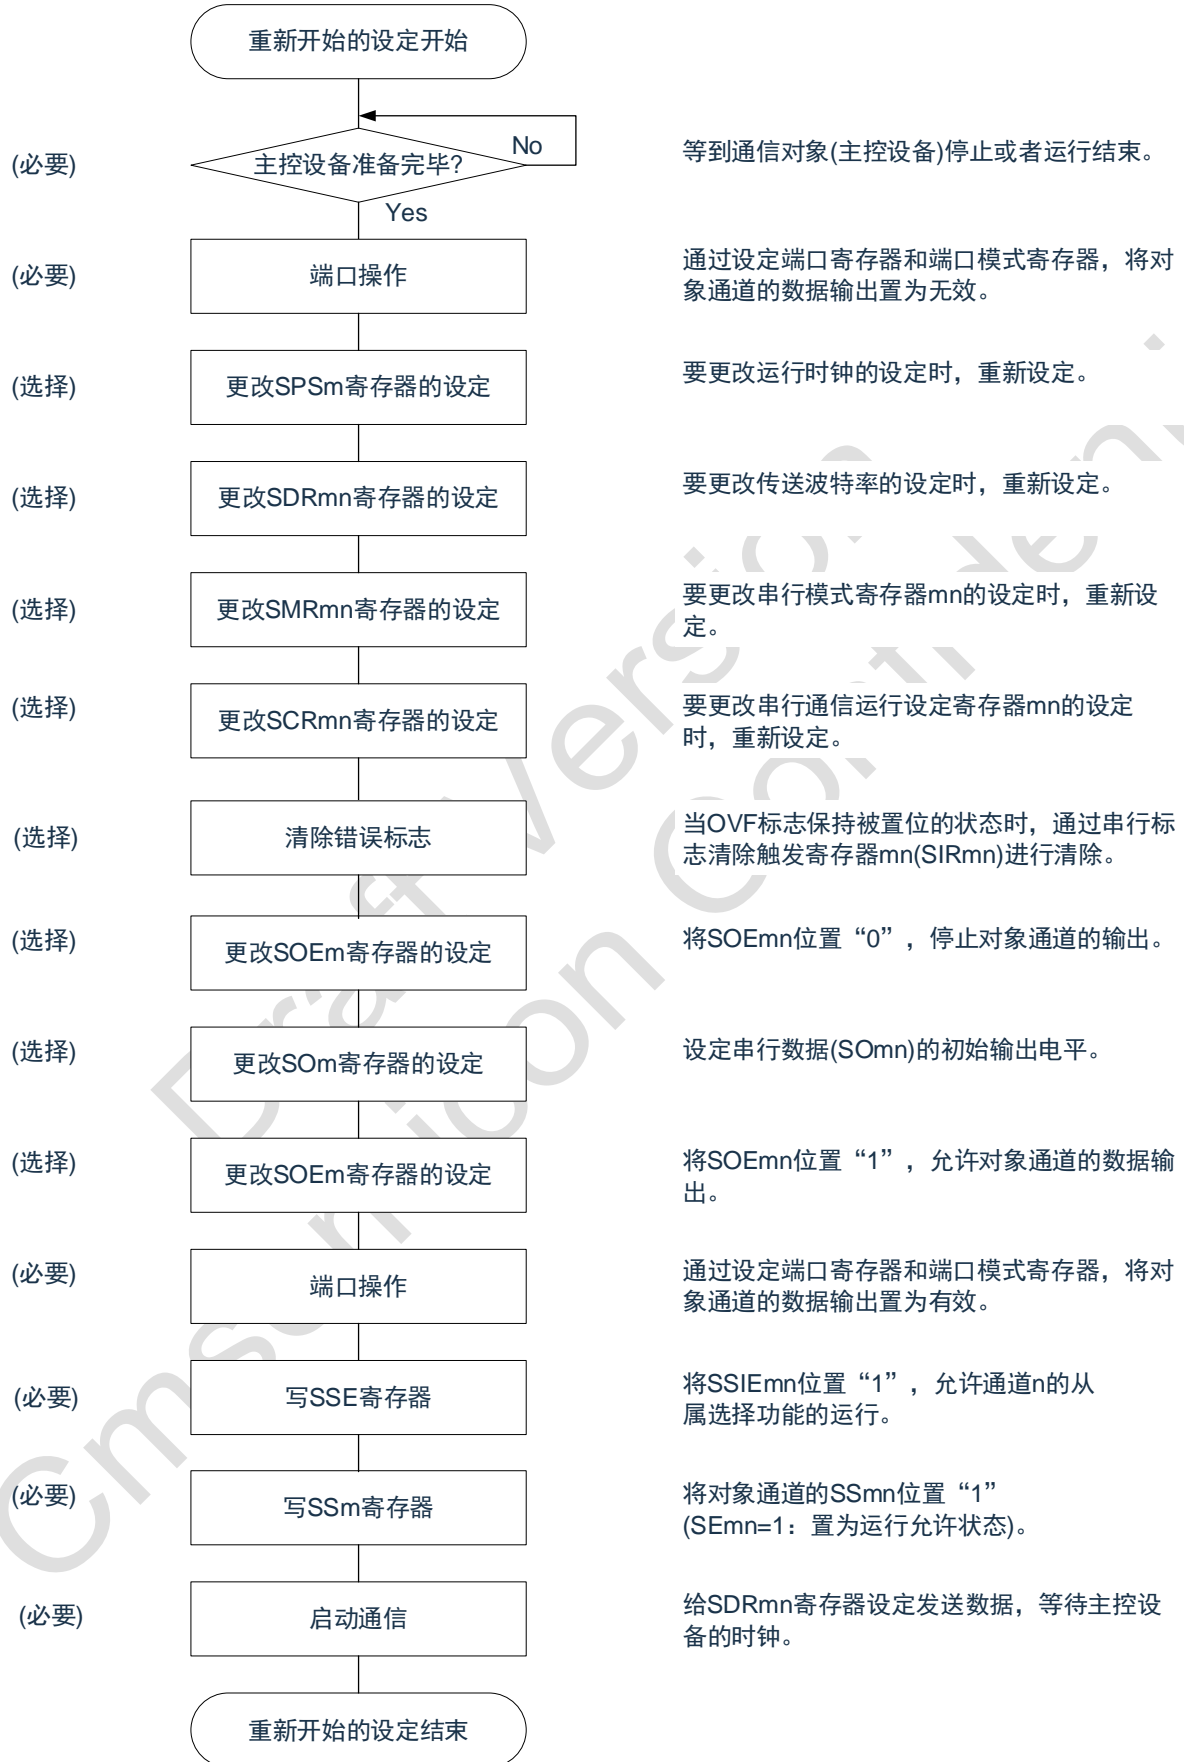 重新开始的设定开始
(必要)
主控设备准备完毕?
No
等到通信对象(主控设备)停止或者运行结束。
Yes
(必要)
端口操作
通过设定端口寄存器和端口模式寄存器，将对
象通道的数据输出置为无效。
(选择)
更改SPSm寄存器的设定
要更改运行时钟的设定时，重新设定。
(选择)
更改SDRmn寄存器的设定
要更改传送波特率的设定时，重新设定。
(选择)
更改SMRmn寄存器的设定
要更改串行模式寄存器mn的设定时，重新设
定。
(选择)
更改SCRmn寄存器的设定
要更改串行通信运行设定寄存器mn的设定
时，重新设定。
(选择)
清除错误标志
当OVF标志保持被置位的状态时，通过串行标
志清除触发寄存器mn(SIRmn)进行清除。
(选择)
更改SOEm寄存器的设定
将SOEmn位置“0”，停止对象通道的输出。
(选择)
更改SOm寄存器的设定
设定串行数据(SOmn)的初始输出电平。
(选择)
更改SOEm寄存器的设定
将SOEmn位置“1”，允许对象通道的数据输
出。
(必要)
端口操作
通过设定端口寄存器和端口模式寄存器，将对
象通道的数据输出置为有效。
(必要)
写SSE寄存器
将SSIEmn位置“1”，允许通道n的从
属选择功能的运行。
(必要)
写SSm寄存器
将对象通道的SSmn位置“1”
(SEmn=1：置为运行允许状态)。
(必要)
启动通信
给SDRmn寄存器设定发送数据，等待主控设
备的时钟。
重新开始的设定结束
Draft Version